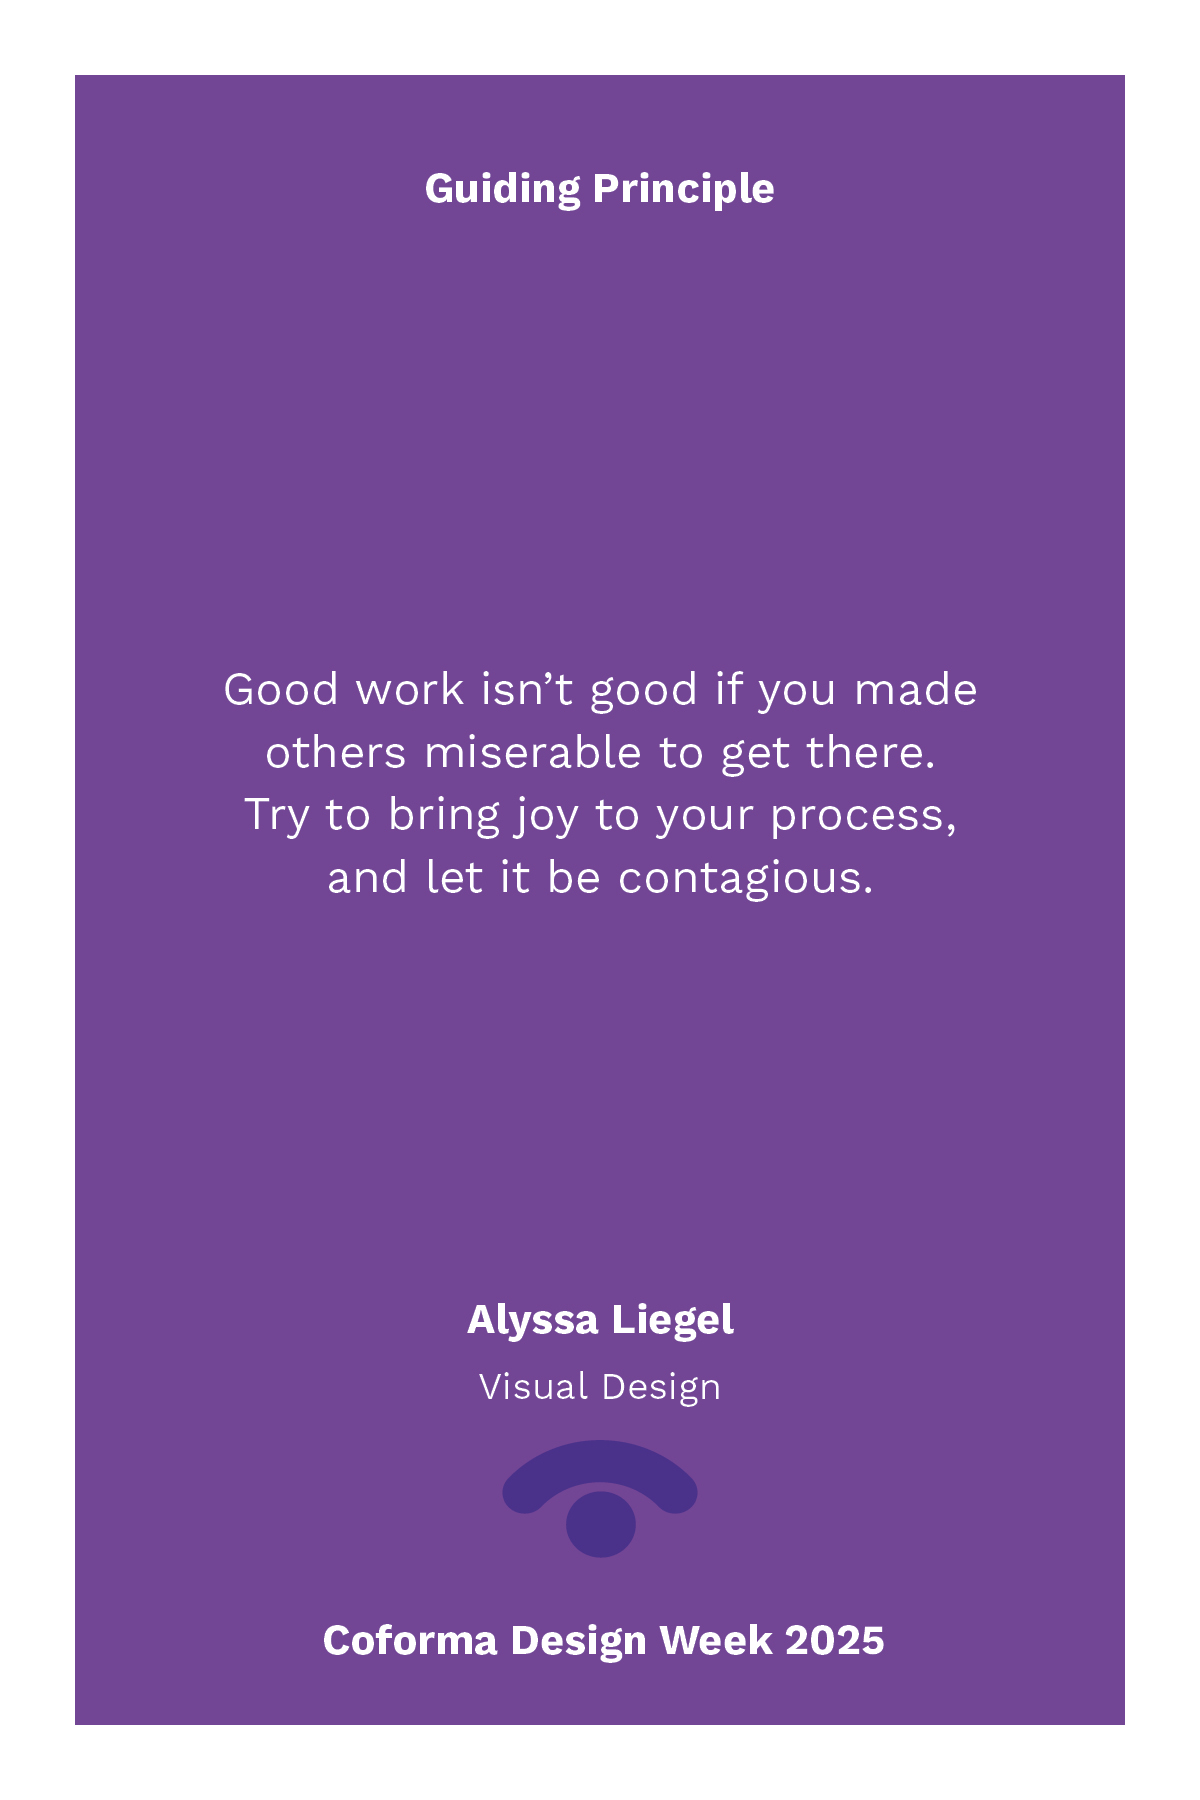 Guiding Principle
Good work isn’t good if you made
others miserable to get there.
Try to bring joy to your process,
and let it be contagious.
Alyssa Liegel
Visual Design
Coforma Design Week 2025